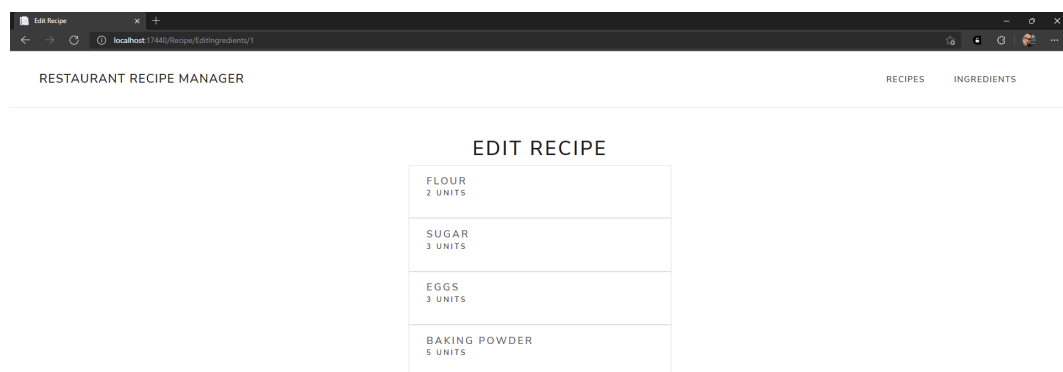 Edit Recipe
localhost:17440/Recipe/EditIngredients/1
RESTAURANT RECIPE MANAGER
RECIPES INGREDIENTS
EDIT RECIPE
FLOUR
2 UNITS
SUGAR
3 UNITS
EGGS
3 UNITS
BAKING POWDER
5 UNITS